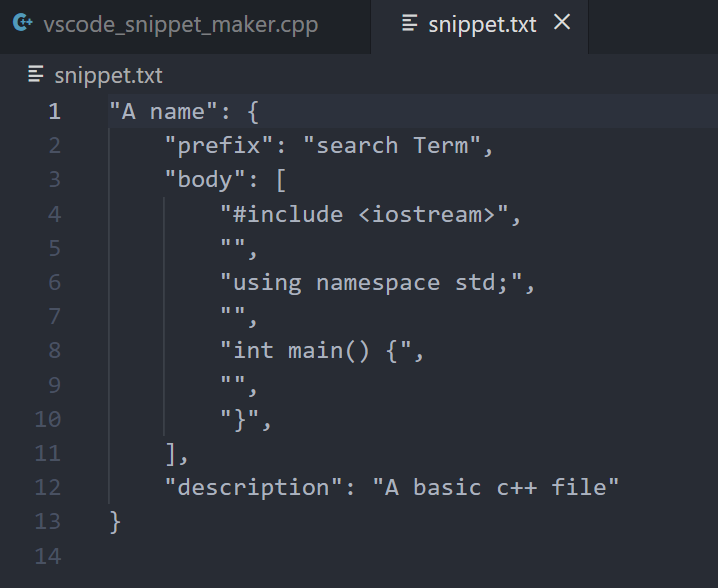 vscode_snippet_maker.cpp snippet.txt
snippet.txt
1 "A name": {
2 "prefix": "search Term",
3 "body": [
4 "#include <iostream>",
5 "",
6 "using namespace std;",
7 "",
8 "int main() {",
9 "",
10 "}",
11 ],
12 "description": "A basic c++ file"
13 }
14